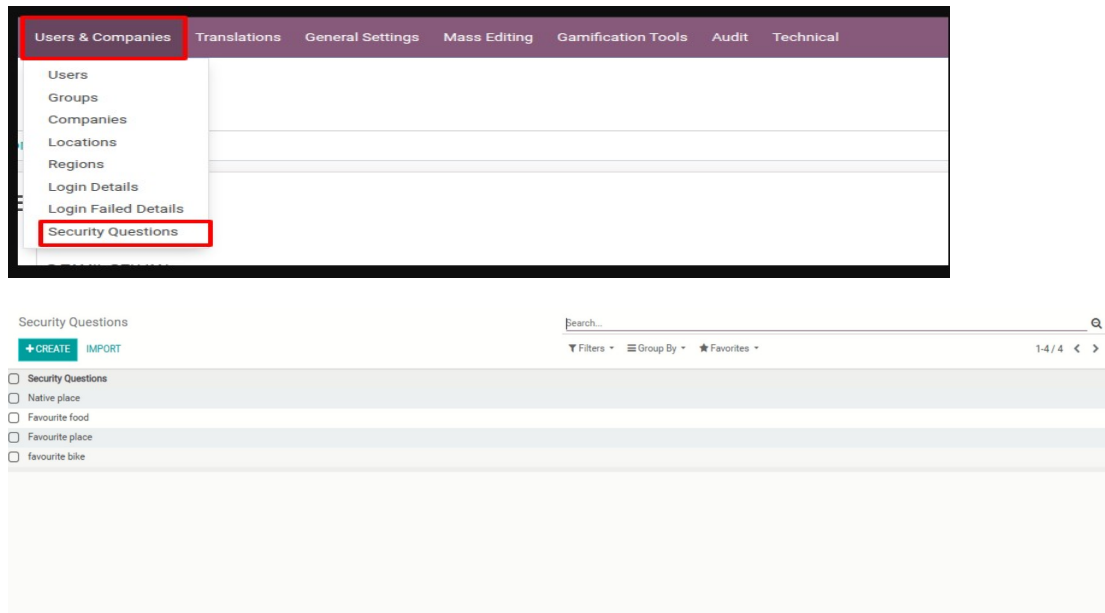 Users & Companies Translations General Settings Mass Editing Gamification Tools Audit Technical
Users
Groups
Companies
Locations
Regions
Login Details
Login Failed Details
Security Questions
Security Questions Search...
+CREATE IMPORT Filters Group By Favorites 1-4 / 4
Security Questions
Native place
Favourite food
Favourite place
favourite bike